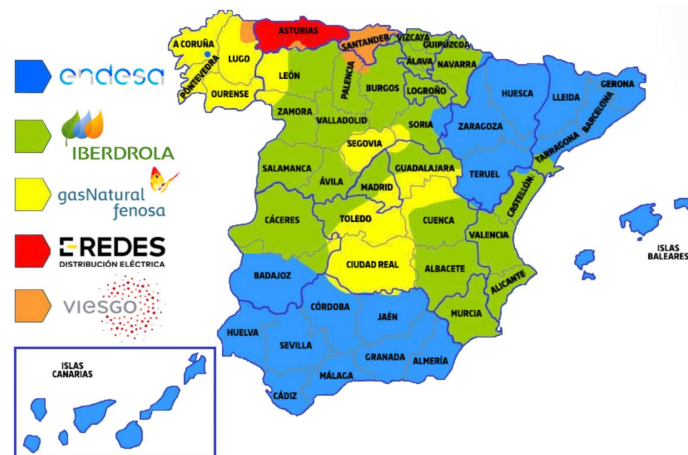 endesa
IBERDROLA
gasNatural
fenosa
E-REDES
DISTRIBUCIÓN ELÉCTRICA
VIESGO
A CORUÑA
LUGO
PONTEVEDRA
OURENSE
ASTURIAS
SANTANDER
VIZCAYA
GUIPÚZCOA
ÁLAVA
NAVARRA
LEÓN
PALENCIA
BURGOS
LOGROÑO
HUESCA
LLEIDA
GERONA
BARCELONA
TARRAGONA
ZAMORA
VALLADOLID
SORIA
ZARAGOZA
SEGOVIA
SALAMANCA
ÁVILA
MADRID
GUADALAJARA
TERUEL
CASTELLÓN
CÁCERES
TOLEDO
CUENCA
VALENCIA
ISLAS
BALEARES
BADAJOZ
CIUDAD REAL
ALBACETE
ALICANTE
CÓRDOBA
JAÉN
MURCIA
HUELVA
SEVILLA
GRANADA
ALMERÍA
MÁLAGA
CÁDIZ
ISLAS
CANARIAS